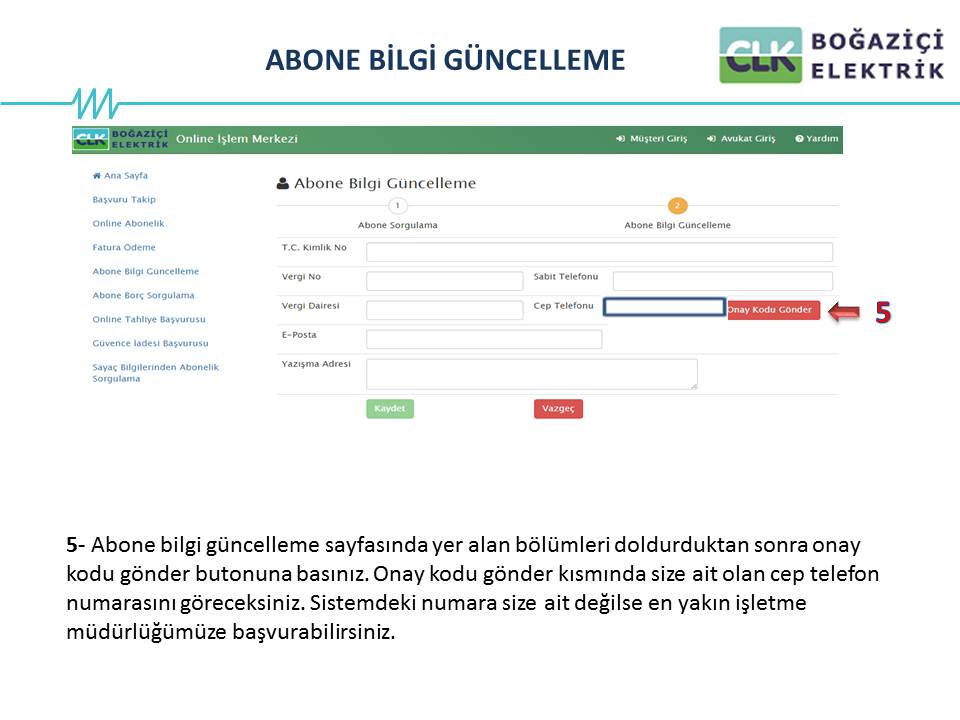 ABONE BİLGİ GÜNCELLEME
CLK BOĞAZİÇİ
ELEKTRİK
CLK BOĞAZİÇİ
ELEKTRİK
Online İşlem Merkezi
Müşteri Giriş
Avukat Giriş
Yardım
Ana Sayfa
Başvuru Takip
Online Abonelik
Fatura Ödeme
Abone Bilgi Güncelleme
Abone Borç Sorgulama
Online Tahliye Başvurusu
Güvence İadesi Başvurusu
Sayaç Bilgilerinden Abonelik
Sorgulama
Abone Bilgi Güncelleme
1
2
Abone Sorgulama
Abone Bilgi Güncelleme
T.C. Kimlik No
Vergi No
Sabit Telefonu
Vergi Dairesi
Cep Telefonu
Onay Kodu Gönder
5
E-Posta
Yazışma Adresi
Kaydet
Vazgeç
5- Abone bilgi güncelleme sayfasında yer alan bölümleri doldurduktan sonra onay
kodu gönder butonuna basınız. Onay kodu gönder kısmında size ait olan cep telefon
numarasını göreceksiniz. Sistemdeki numara size ait değilse en yakın işletme
müdürlüğümüze başvurabilirsiniz.